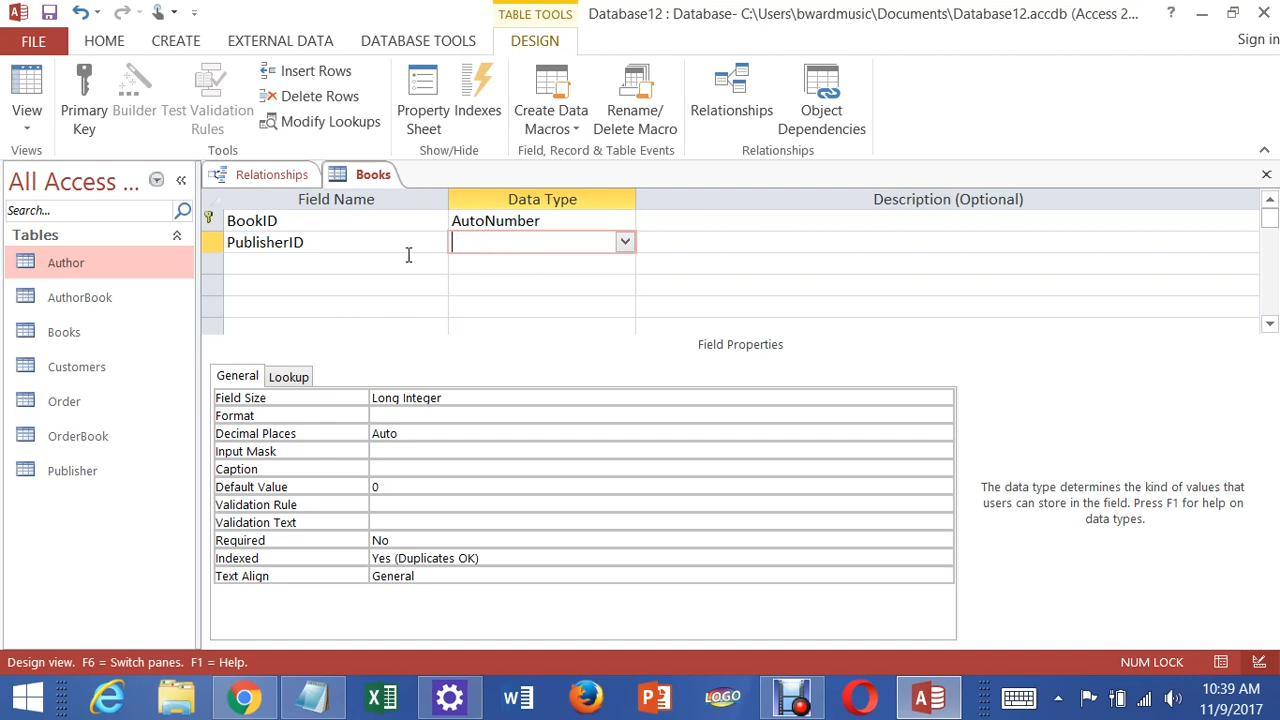 TABLE TOOLS
Database12 : Database- C:\Users\bwardmusic\Documents\Database12.accdb (Access 2...
?
Sign in
FILE HOME CREATE EXTERNAL DATA DATABASE TOOLS DESIGN
View
Views
Primary Key
Builder
Test Validation Rules
Insert Rows
Delete Rows
Modify Lookups
Tools
Property Sheet
Indexes
Show/Hide
Create Data Macros
Rename/ Delete Macro
Field, Record & Table Events
Relationships
Object Dependencies
Relationships
All Access ...
Search...
Tables
Author
AuthorBook
Books
Customers
Order
OrderBook
Publisher
Relationships Books
Field Name Data Type Description (Optional)
BookID AutoNumber
PublisherID
Field Properties
General Lookup
Field Size Long Integer
Format
Decimal Places Auto
Input Mask
Caption
Default Value 0
Validation Rule
Validation Text
Required No
Indexed Yes (Duplicates OK)
Text Align General
The data type determines the kind of values that
users can store in the field. Press F1 for help on
data types.
Design view. F6 = Switch panes. F1 = Help.
NUM LOCK
LOGO
10:39 AM
11/9/2017